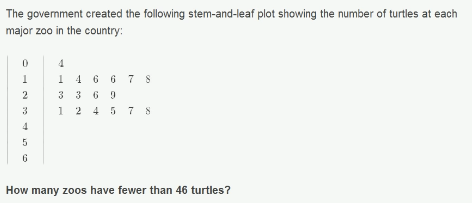 The government created the following stem-and-leaf plot showing the number of turtles at each
major zoo in the country:
0 4
1 1 4 6 6 7 8
2 3 3 6 9
3 1 2 4 5 7 8
4
5
6
How many zoos have fewer than 46 turtles?